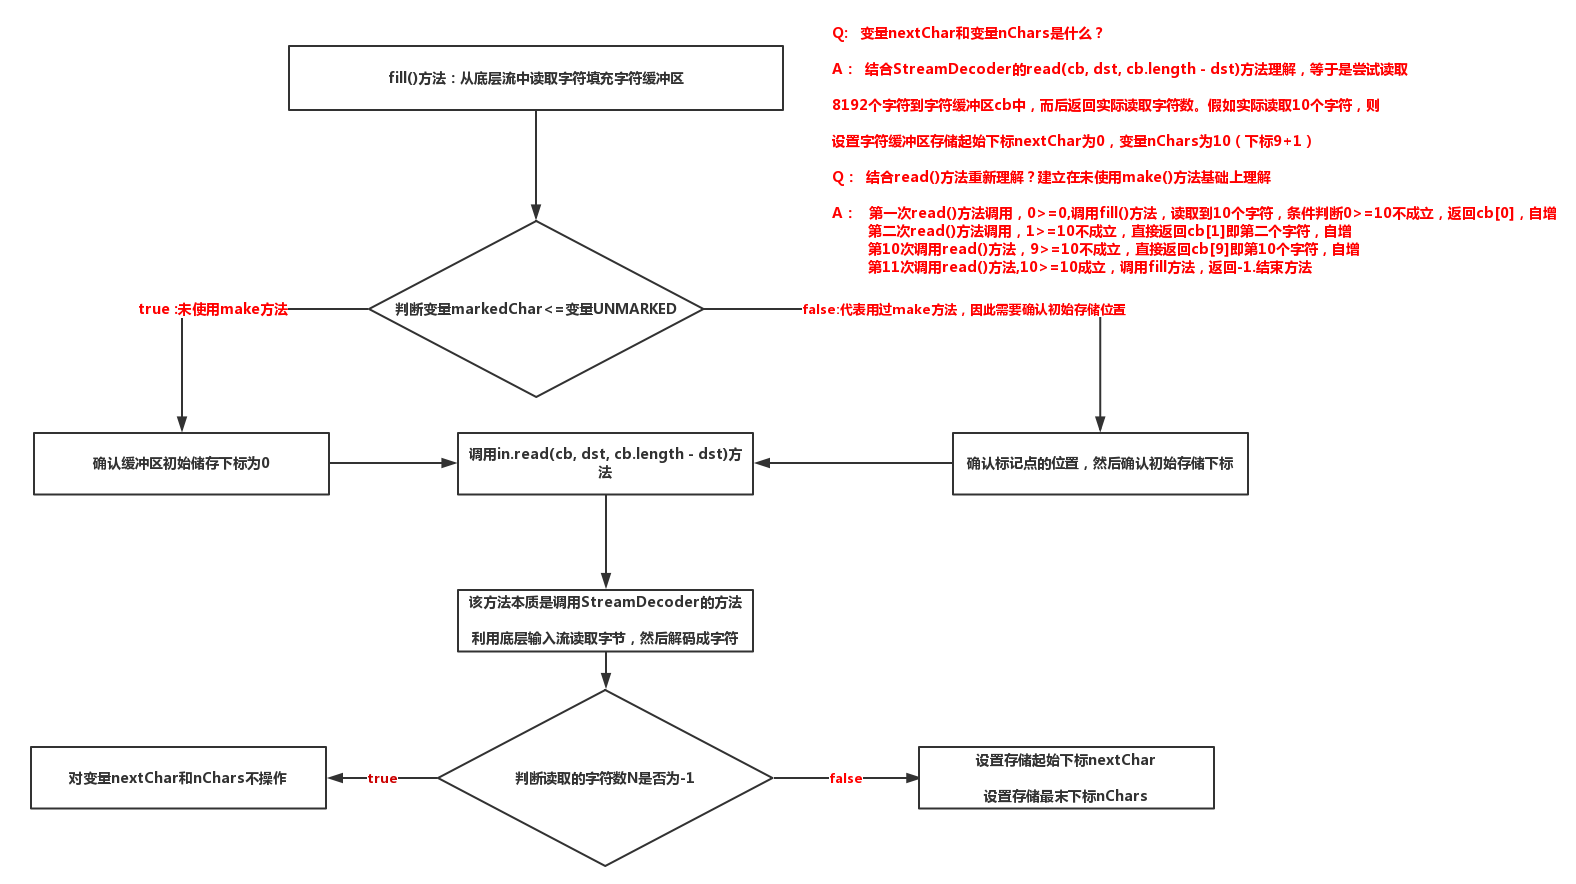 Q:   变量nextChar和变量nChars是什么？
fill()方法：从底层流中读取字符填充字符缓冲区
A： 结合StreamDecoder的read(cb, dst, cb.length - dst)方法理解，等于是尝试读取
8192个字符到字符缓冲区cb中，而后返回实际读取字符数。假如实际读取10个字符，则
设置字符缓冲区存储起始下标nextChar为0，变量nChars为10（下标9+1）
Q： 结合read()方法重新理解？建立在未使用make()方法基础上理解
A： 第一次read()方法调用，0>=0,调用fill()方法，读取到10个字符，条件判断0>=10不成立，返回cb[0]，自增
第二次read()方法调用，1>=10不成立，直接返回cb[1]即第二个字符，自增
第10次调用read()方法，9>=10不成立，直接返回cb[9]即第10个字符，自增
第11次调用read()方法,10>=10成立，调用fill方法，返回-1.结束方法
true :未使用make方法
判断变量markedChar<=变量UNMARKED
false:代表用过make方法，因此需要确认初始存储位置
确认缓冲区初始储存下标为0
调用in.read(cb, dst, cb.length - dst)方
法
确认标记点的位置，然后确认初始存储下标
该方法本质是调用StreamDecoder的方法
利用底层输入流读取字节，然后解码成字符
对变量nextChar和nChars不操作
true
判断读取的字符数N是否为-1
false
设置存储起始下标nextChar
设置存储最末下标nChars